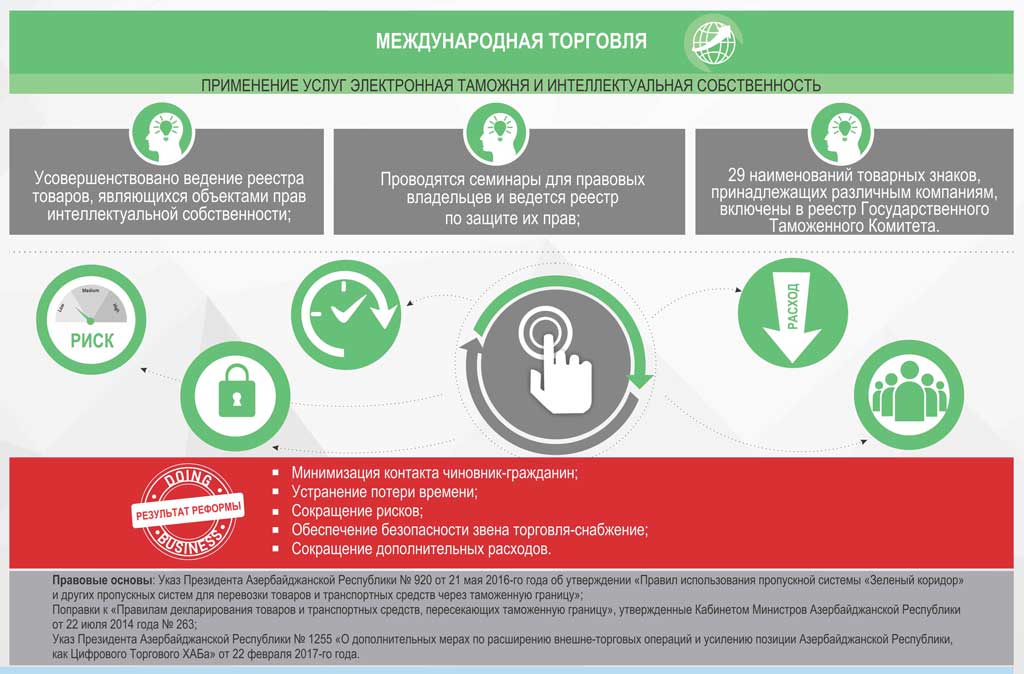 МЕЖДУНАРОДНАЯ ТОРГОВЛЯ
ПРИМЕНЕНИЕ УСЛУГ ЭЛЕКТРОННАЯ ТАМОЖНЯ И ИНТЕЛЛЕКТУАЛЬНАЯ СОБСТВЕННОСТЬ
Усовершенствовано ведение реестра
товаров, являющихся объектами прав
интеллектуальной собственности;
Проводятся семинары для правовых
владельцев и ведется реестр
по защите их прав;
29 наименований товарных знаков,
принадлежащих различным компаниям,
включены в реестр Государственного
Таможенного Комитета.
Low
Medium
High
РИСК
РАСХОД
DOING
РЕЗУЛЬТАТ РЕФОРМЫ
BUSINESS
▪ Минимизация контакта чиновник-гражданин;
▪ Устранение потери времени;
▪ Сокращение рисков;
▪ Обеспечение безопасности звена торговля-снабжение;
▪ Сокращение дополнительных расходов.
Правовые основы: Указ Президента Азербайджанской Республики № 920 от 21 мая 2016-го года об утверждении «Правил использования пропускной системы «Зеленый коридор»
и других пропускных систем для перевозки товаров и транспортных средств через таможенную границу»;
Поправки к «Правилам декларирования товаров и транспортных средств, пересекающих таможенную границу», утвержденные Кабинетом Министров Азербайджанской Республики
от 22 июля 2014 года № 263;
Указ Президента Азербайджанской Республики № 1255 «О дополнительных мерах по расширению внешне-торговых операций и усилению позиции Азербайджанской Республики,
как Цифрового Торгового ХАБа» от 22 февраля 2017-го года.